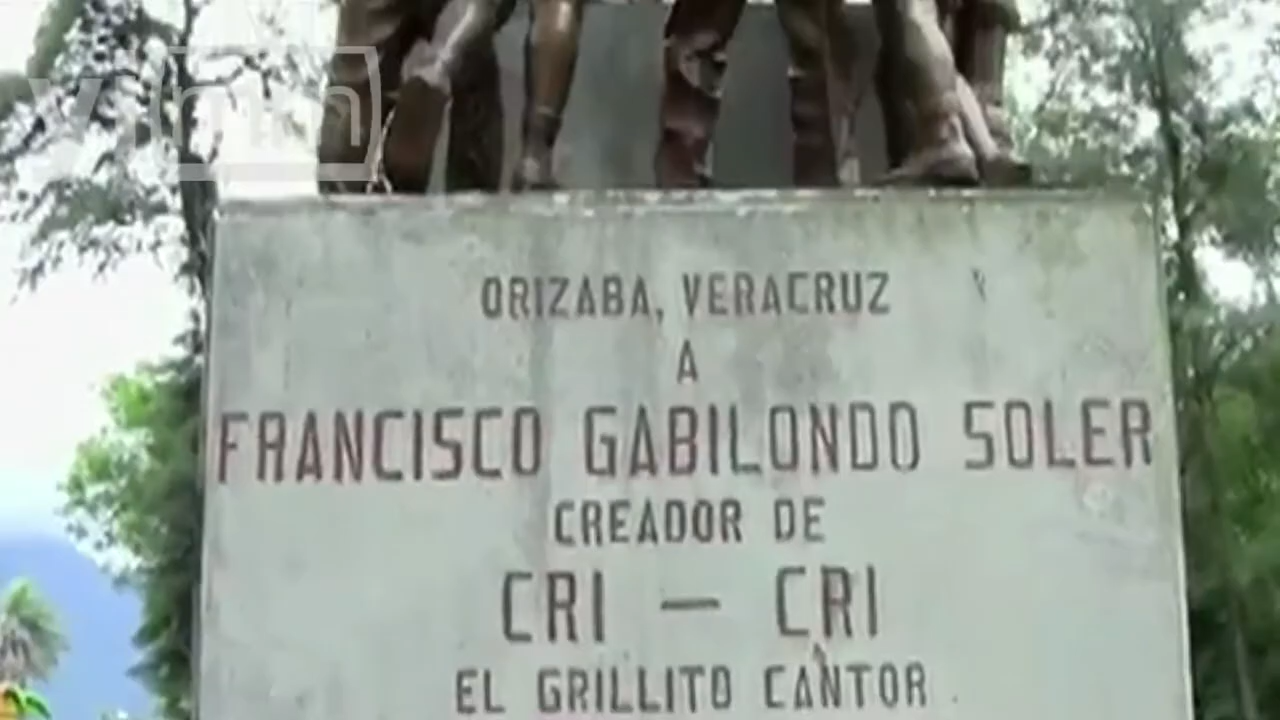 ORIZABA, VERACRUZ
A
FRANCISCO GABILONDO SOLER
CREADOR DE
CRI — CRI
EL GRILLITO CANTOR